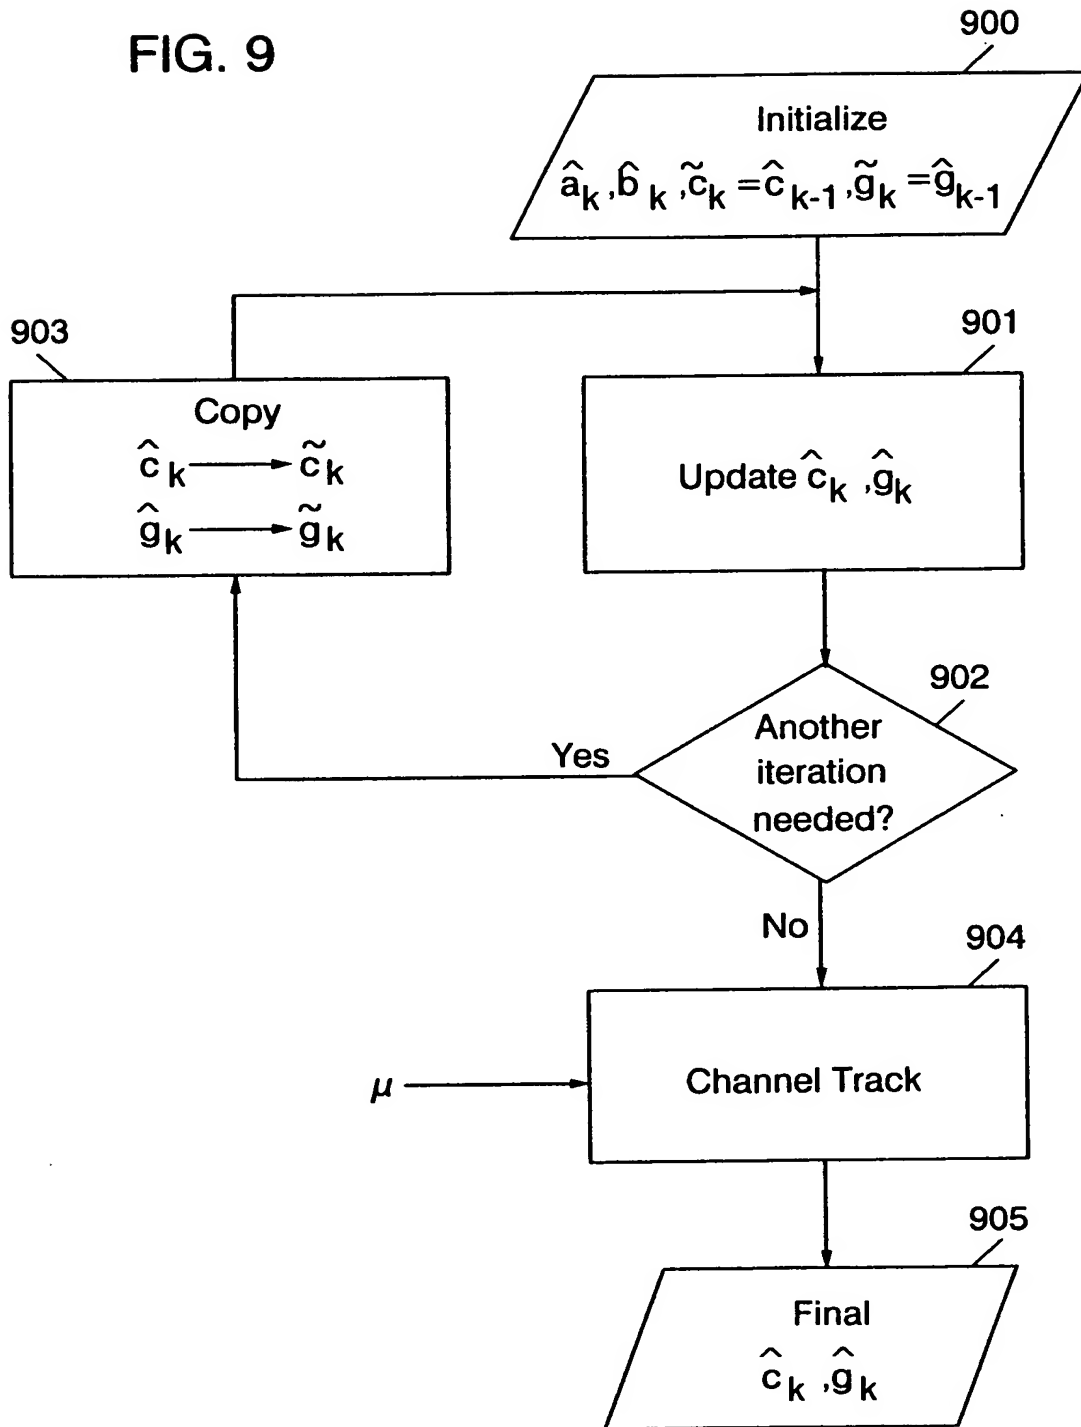 FIG. 9
900
Initialize
âₖ,b̂ₖ,c̃ₖ=ĉₖ₋₁,g̃ₖ=ĝₖ₋₁
903
Copy
ĉₖ → c̃ₖ
ĝₖ → g̃ₖ
901
Update ĉₖ ,ĝₖ
902
Another
iteration
needed?
Yes
No
904
μ
Channel Track
905
Final
ĉₖ ,ĝₖ